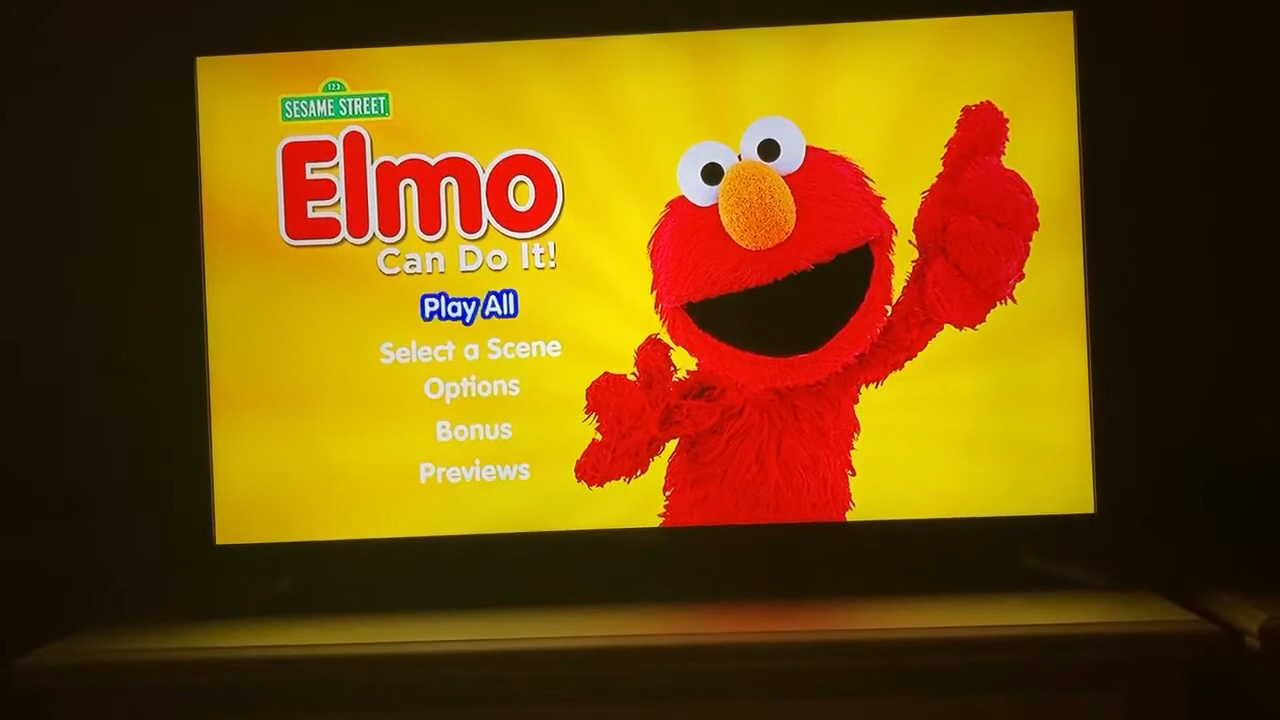 123
SESAME STREET
Elmo
Can Do It!
Play All
Select a Scene
Options
Bonus
Previews